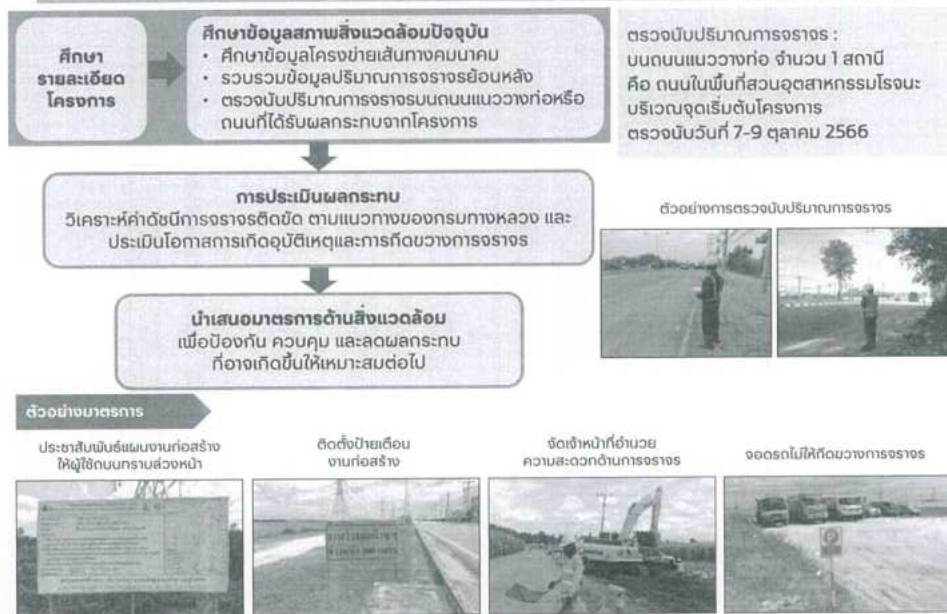 ศึกษา
รายละเอียด
โครงการ
ศึกษาข้อมูลสภาพสิ่งแวดล้อมปัจจุบัน
• ศึกษาข้อมูลโครงข่ายเส้นทางคมนาคม
• รวบรวมข้อมูลปริมาณการจราจรย้อนหลัง
• ตรวจนับปริมาณการจราจรบนถนนแนววางท่อหรือ
ถนนที่ได้รับผลกระทบจากโครงการ
ตรวจนับปริมาณการจราจร :
บนถนนแนววางท่อ จำนวน 1 สถานี
คือ ถนนในพื้นที่สวนอุตสาหกรรมโรจนะ
บริเวณจุดเริ่มต้นโครงการ
ตรวจนับวันที่ 7-9 ตุลาคม 2566
การประเมินผลกระทบ
วิเคราะห์ค่าดัชนีการจราจรติดขัด ตามแนวทางของกรมทางหลวง และ
ประเมินโอกาสการเกิดอุบัติเหตุและการกีดขวางการจราจร
ตัวอย่างการตรวจนับปริมาณการจราจร
นำเสนอมาตรการด้านสิ่งแวดล้อม
เพื่อป้องกัน ควบคุม และลดผลกระทบ
ที่อาจเกิดขึ้นให้เหมาะสมต่อไป
ตัวอย่างมาตรการ
ประชาสัมพันธ์แผนงานก่อสร้าง
ให้ผู้ใช้ถนนทราบล่วงหน้า
ติดตั้งป้ายเตือน
งานก่อสร้าง
จัดเจ้าหน้าที่อำนวย
ความสะดวกด้านการจราจร
จอดรถไม่ให้กีดขวางการจราจร